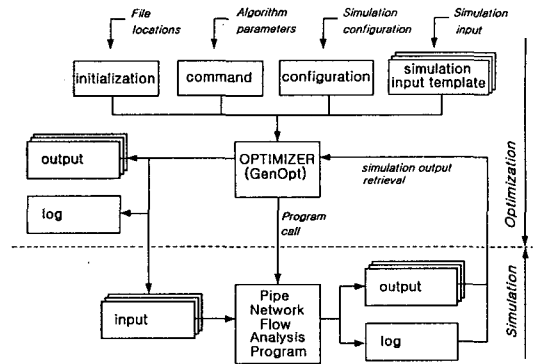 File
locations
Algorithm
parameters
Simulation
configuration
Simulation
input
initialization
command
configuration
simulation
input template
output
OPTIMIZER
(GenOpt)
simulation output
retrieval
log
Program
call
Optimization
Simulation
input
Pipe
Network
Flow
Analysis
Program
output
log